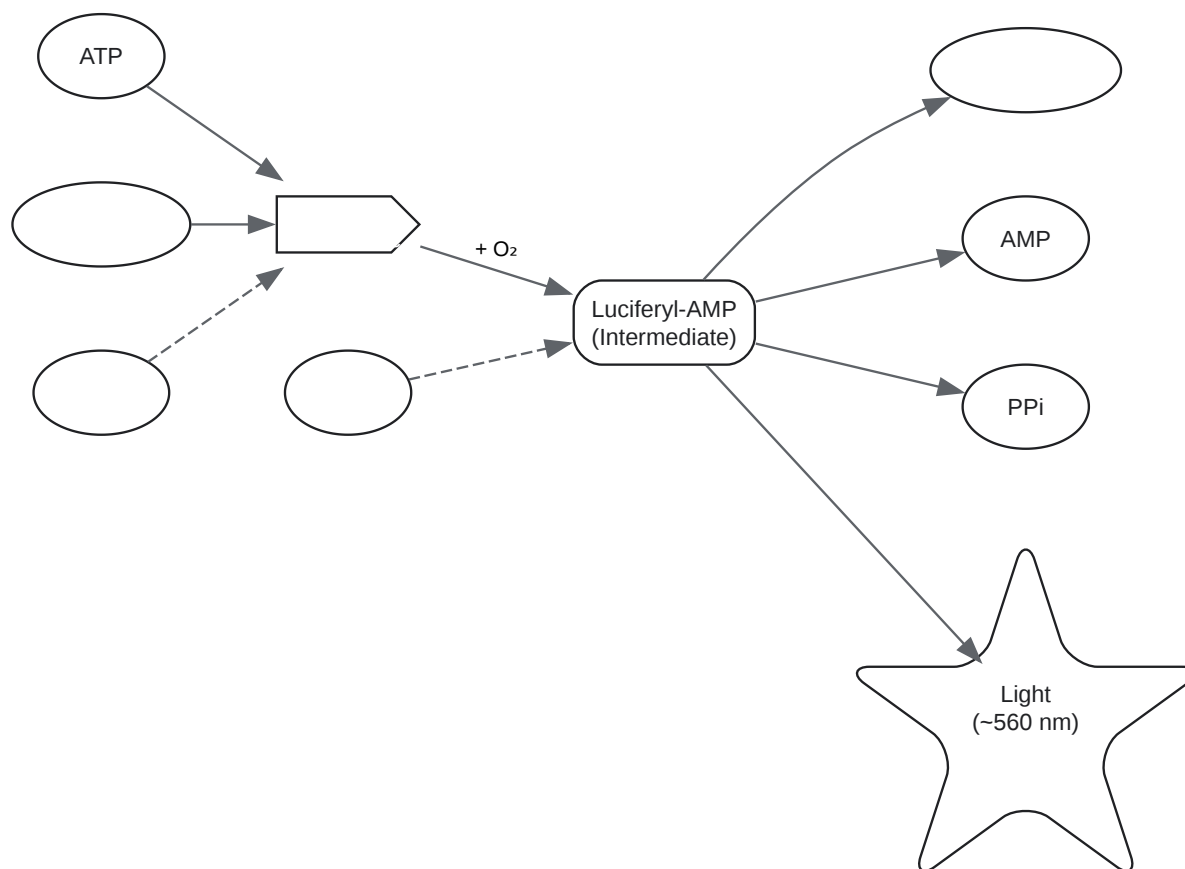 ATP
+ O₂
Luciferyl-AMP
(Intermediate)
AMP
PPi
Light
(~560 nm)